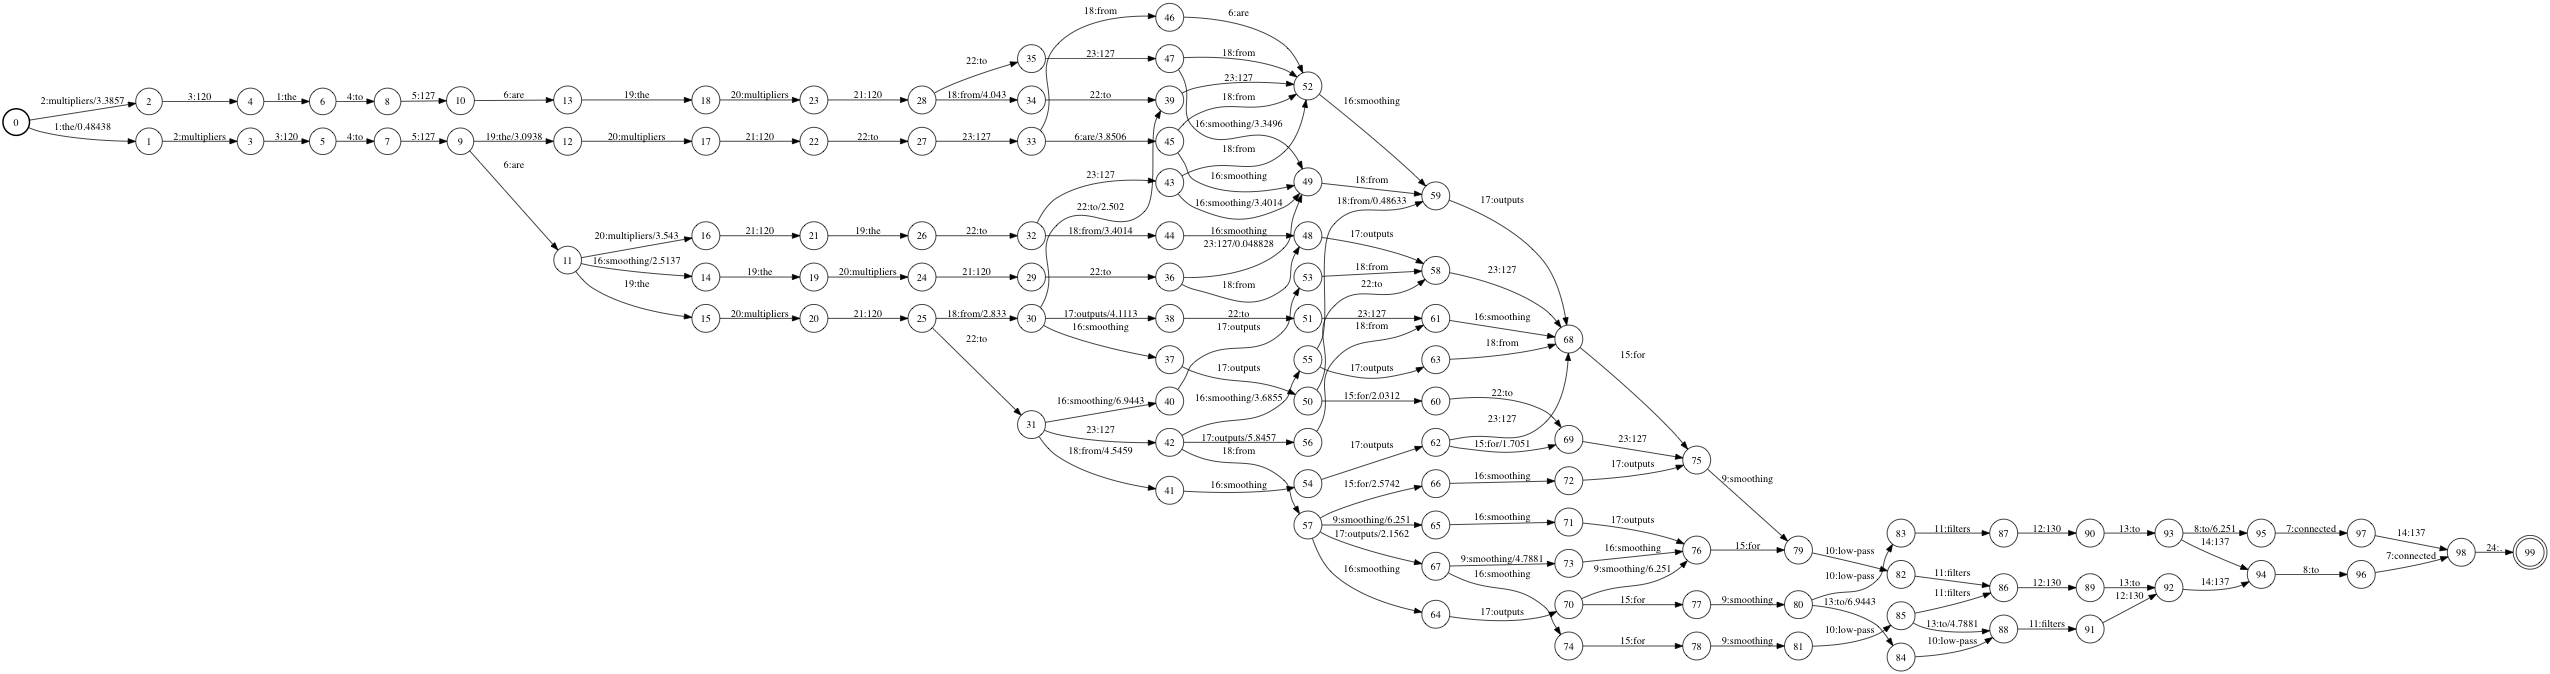 0
2:multipliers/3.3857
1:the/0.48438
2
3:120
4
1:the
6
4:to
8
5:127
10
6:are
13
19:the
18
20:multipliers
23
21:120
28
22:to
18:from/4.043
1
2:multipliers
3
3:120
5
4:to
7
5:127
9
19:the/3.0938
6:are
12
20:multipliers
17
21:120
22
22:to
27
23:127
33
18:from
6:are/3.8506
35
23:127
34
22:to
11
20:multipliers/3.543
16:smoothing/2.5137
19:the
16
21:120
21
19:the
26
22:to
32
23:127
18:from/3.4014
14
19:the
19
20:multipliers
24
21:120
29
22:to
15
20:multipliers
20
21:120
25
18:from/2.833
22:to
30
22:to/2.502
17:outputs/4.1113
16:smoothing
31
16:smoothing/6.9443
23:127
18:from/4.5459
46
6:are
47
18:from
16:smoothing/3.3496
39
23:127
45
18:from
16:smoothing
43
18:from
16:smoothing/3.4014
44
16:smoothing
36
23:127/0.048828
18:from
38
22:to
37
17:outputs
40
17:outputs
42
16:smoothing/3.6855
17:outputs/5.8457
18:from
41
16:smoothing
52
16:smoothing
49
18:from
48
17:outputs
53
18:from
51
23:127
55
22:to
17:outputs
50
18:from/0.48633
15:for/2.0312
56
18:from
54
17:outputs
57
15:for/2.5742
9:smoothing/6.251
17:outputs/2.1562
16:smoothing
59
17:outputs
58
23:127
61
16:smoothing
63
18:from
60
22:to
62
23:127
15:for/1.7051
66
16:smoothing
65
16:smoothing
67
9:smoothing/4.7881
16:smoothing
64
17:outputs
68
15:for
69
23:127
72
17:outputs
71
17:outputs
73
16:smoothing
70
9:smoothing/6.251
15:for
74
15:for
75
9:smoothing
76
15:for
77
9:smoothing
78
9:smoothing
79
10:low-pass
80
10:low-pass
13:to/6.9443
81
10:low-pass
83
11:filters
82
11:filters
85
11:filters
13:to/4.7881
84
10:low-pass
87
12:130
86
12:130
88
11:filters
90
13:to
89
13:to
91
12:130
93
8:to/6.251
14:137
92
14:137
95
7:connected
94
8:to
97
14:137
96
7:connected
98
24:.
99